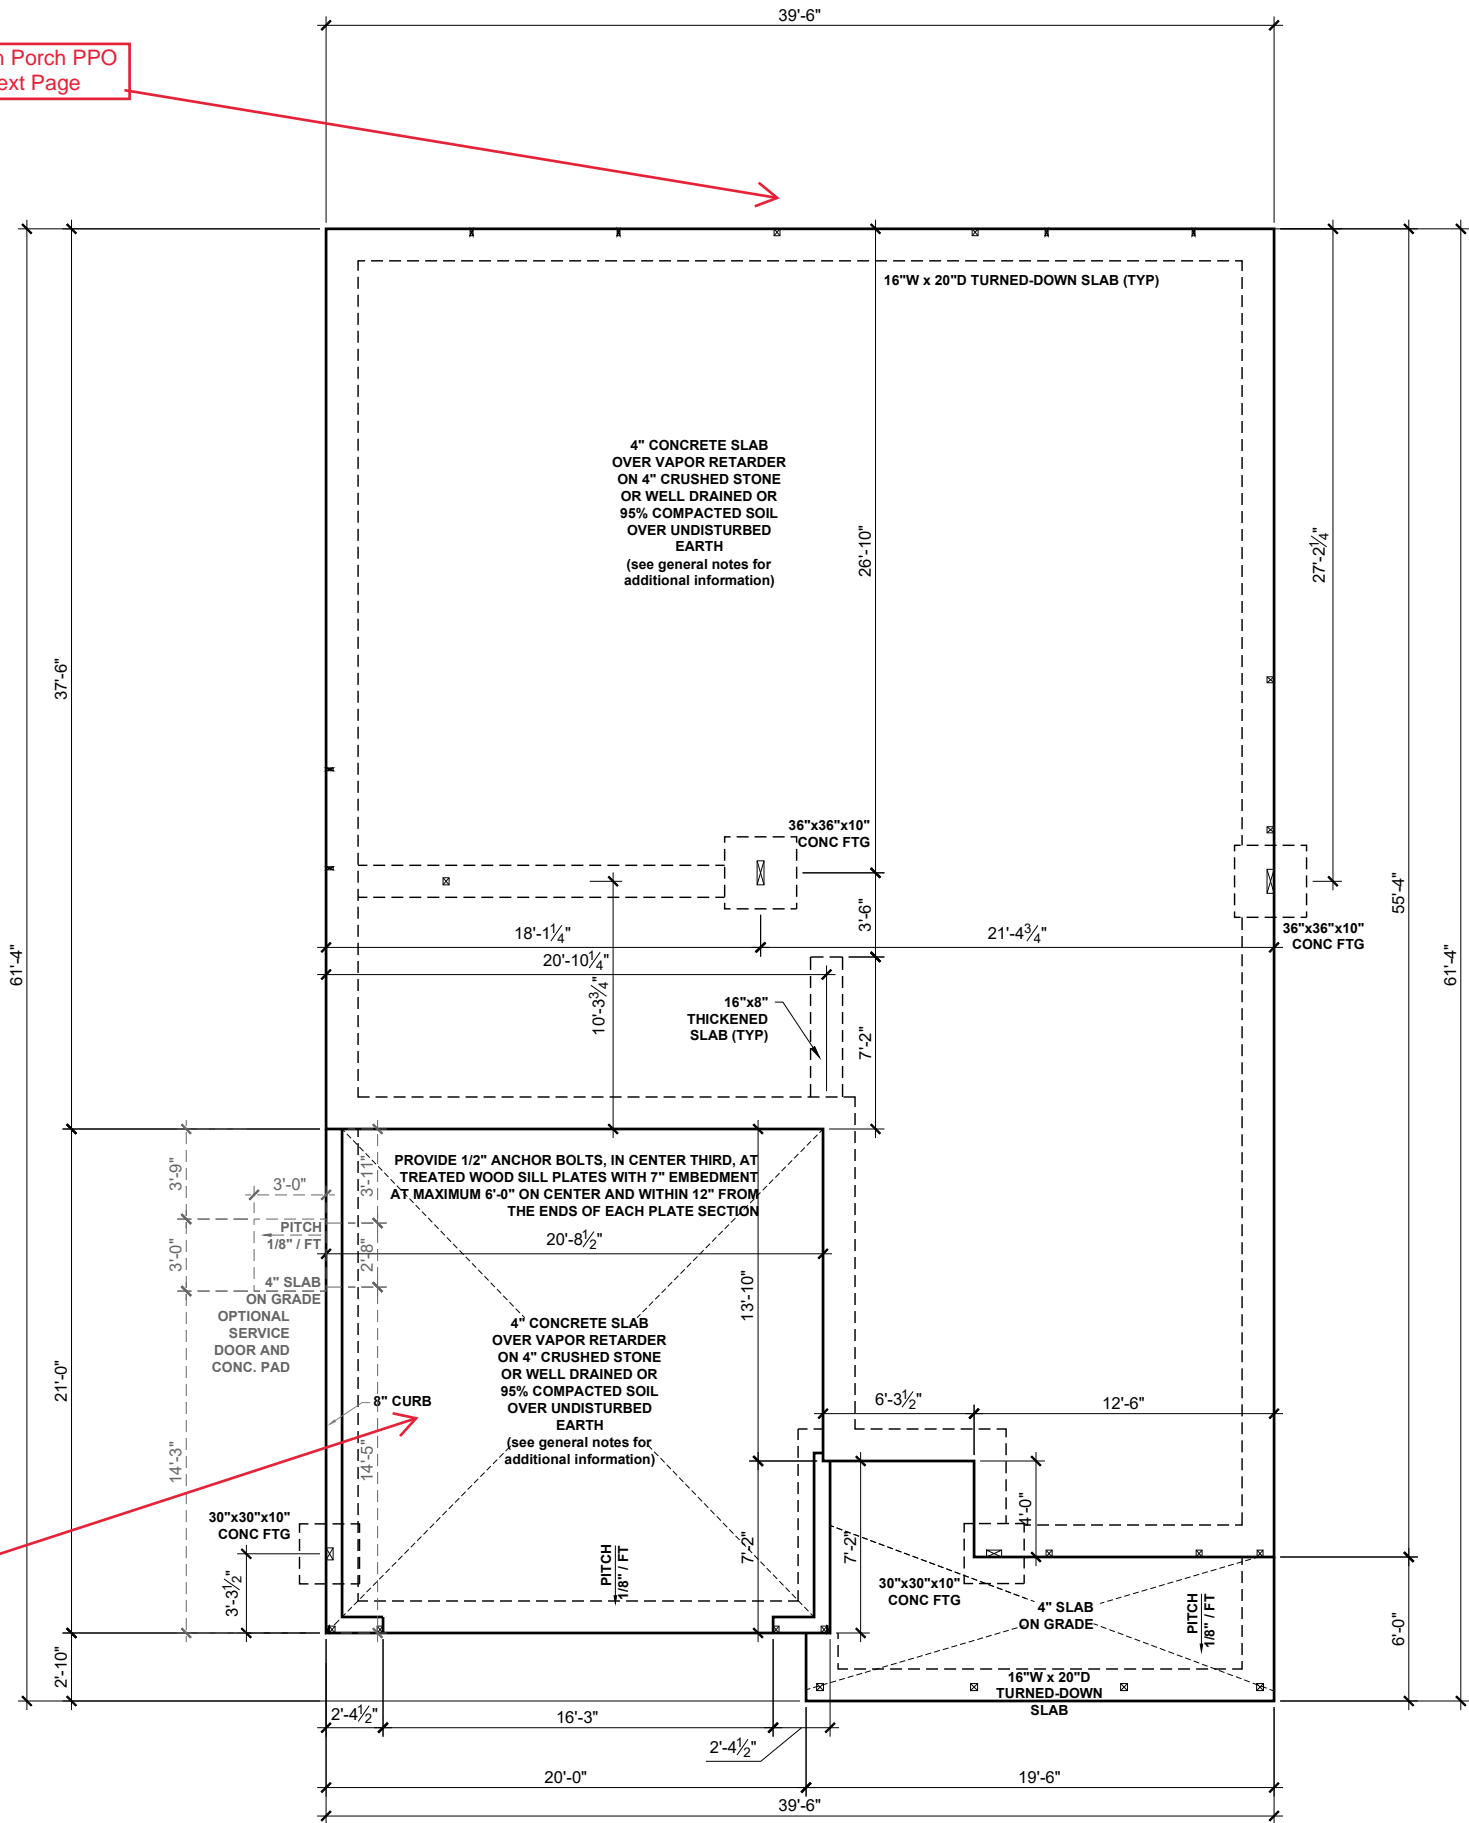 39'-6"
Porch PPO
ext Page
16"W x 20"D TURNED-DOWN SLAB (TYP)
4" CONCRETE SLAB
OVER VAPOR RETARDER
ON 4" CRUSHED STONE
OR WELL DRAINED OR
95% COMPACTED SOIL
OVER UNDISTURBED
EARTH
(see general notes for
additional information)
26'-10"
27'-2¼"
37'-6"
36"x36"x10"
CONC FTG
55'-4"
3'-6"
18'-1¼"
21'-4¾"
36"x36"x10"
CONC FTG
61'-4"
20'-10¼"
61'-4"
10'-3¾"
16"x8"
THICKENED
SLAB (TYP)
7'-2"
3'-9"
3'-11"
PROVIDE 1/2" ANCHOR BOLTS, IN CENTER THIRD, AT
TREATED WOOD SILL PLATES WITH 7" EMBEDMENT
AT MAXIMUM 6'-0" ON CENTER AND WITHIN 12" FROM
THE ENDS OF EACH PLATE SECTION
3'-0"
PITCH
1/8" / FT
3'-0"
2'-8"
20'-8½"
4" SLAB
ON GRADE
OPTIONAL
SERVICE
DOOR AND
CONC. PAD
13'-10"
4" CONCRETE SLAB
OVER VAPOR RETARDER
ON 4" CRUSHED STONE
OR WELL DRAINED OR
95% COMPACTED SOIL
OVER UNDISTURBED
EARTH
(see general notes for
additional information)
21'-0"
8" CURB
6'-3½"
12'-6"
14'-3"
14'-5"
30"x30"x10"
CONC FTG
4'-0"
7'-2"
7'-2"
3'-3½"
PITCH
1/8" / FT
30"x30"x10"
CONC FTG
4" SLAB
ON GRADE
PITCH
1/8" / FT
6'-0"
2'-10"
16"W x 20"D
TURNED-DOWN
SLAB
2'-4½"
16'-3"
2'-4½"
20'-0"
19'-6"
39'-6"